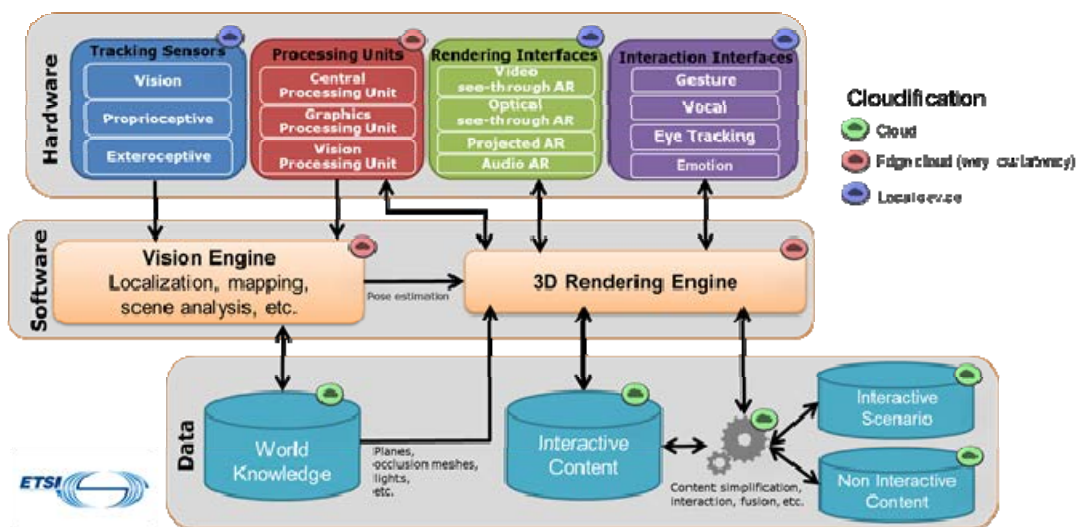 Hardware
Tracking Sensors
Vision
Proprioceptive
Exteroceptive
Processing Units
Central
Processing Unit
Graphics
Processing Unit
Vision
Processing Unit
Rendering Interfaces
Video
see-through AR
Optical
see-through AR
Projected AR
Audio AR
Interaction Interfaces
Gesture
Vocal
Eye Tracking
Emotion
Cloudification
Cloud
cloud
Software
Vision Engine
Localization, mapping,
scene analysis, etc.
Pose estimation
3D Rendering Engine
Data
World
Knowledge
Planes,
occlusion meshes,
lights,
etc.
Interactive
Content
Content simplification,
interaction, fusion, etc.
Interactive
Scenario
Non Interactive
Content
ETSI